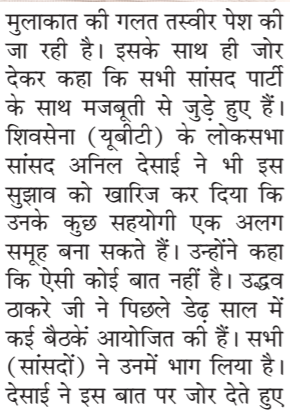 मुलाकात की गलत तस्वीर पेश की
जा रही है। इसके साथ ही जोर
देकर कहा कि सभी सांसद पार्टी
के साथ मजबूती से जुड़े हुए हैं।
शिवसेना (यूबीटी) के लोकसभा
सांसद अनिल देसाई ने भी इस
सुझाव को खारिज कर दिया कि
उनके कुछ सहयोगी एक अलग
समूह बना सकते हैं। उन्होंने कहा
कि ऐसी कोई बात नहीं है। उद्धव
ठाकरे जी ने पिछले डेढ़ साल में
कई बैठकें आयोजित की हैं। सभी
(सांसदों) ने उनमें भाग लिया है।
देसाई ने इस बात पर जोर देते हुए